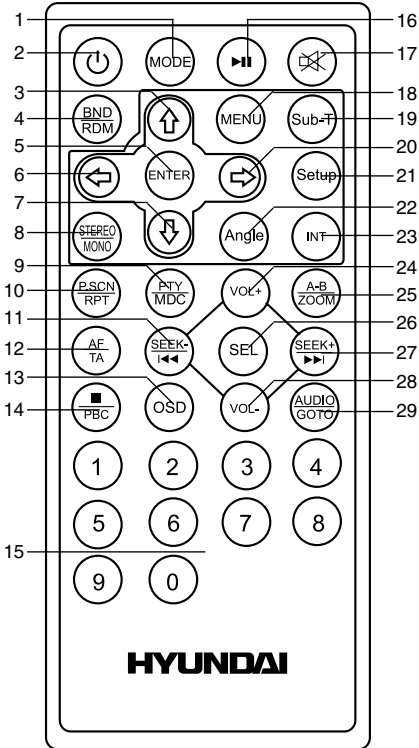 1 16
2 MODE 17
3 18
4 BND RDM MENU Sub-T 19
5 20
6 ENTER Setup 21
7 22
8 STEREO MONO Angle INT 23
9 24
10 P.SCN RPT PTY MDC VOL+ A-B ZOOM 25
11 SEEK- SEL SEEK+ 26
12 AF TA 27
13 28
14 PBC OSD VOL- AUDIO GOTO 29
1 2 3 4
5 6 7 8
15
9 0
HYUNDAI